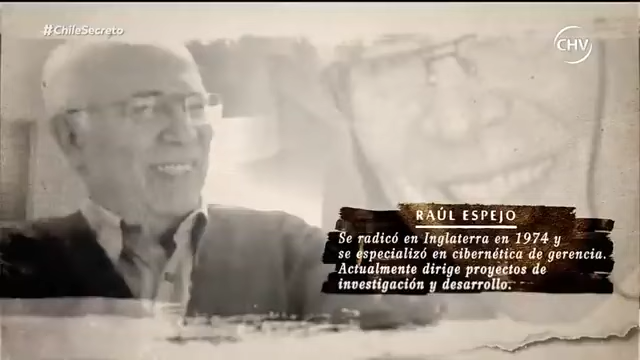 #ChileSecreto
CHV
RAÚL ESPEJO
Se radicó en Inglaterra en 1974 y
se especializó en cibernética de gerencia.
Actualmente dirige proyectos de
investigación y desarrollo.